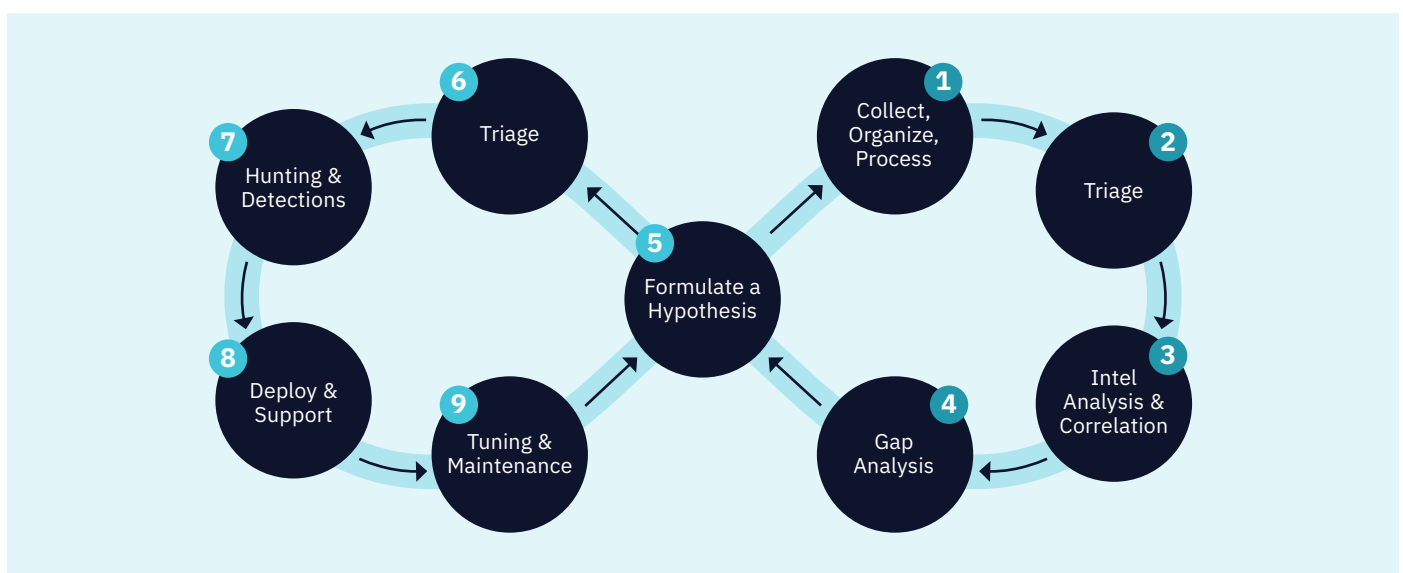 1
Collect,
Organize,
Process
2
Triage
3
Intel
Analysis &
Correlation
4
Gap
Analysis
5
Formulate a
Hypothesis
6
Triage
7
Hunting &
Detections
8
Deploy &
Support
9
Tuning &
Maintenance